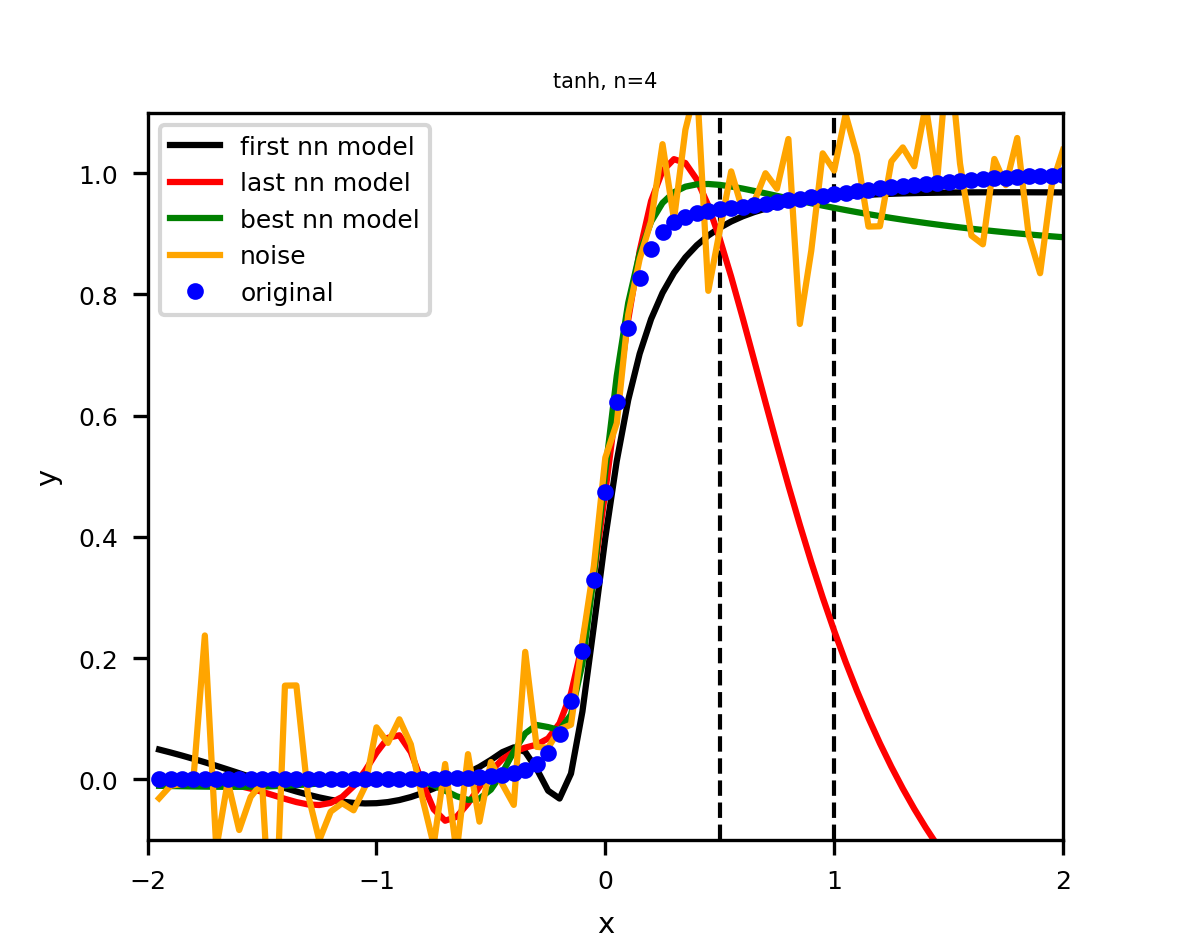 tanh, n=4
first nn model
last nn model
best nn model
noise
original
1.0
0.8
0.6
0.4
0.2
0.0
y
−2
−1
0
1
2
x